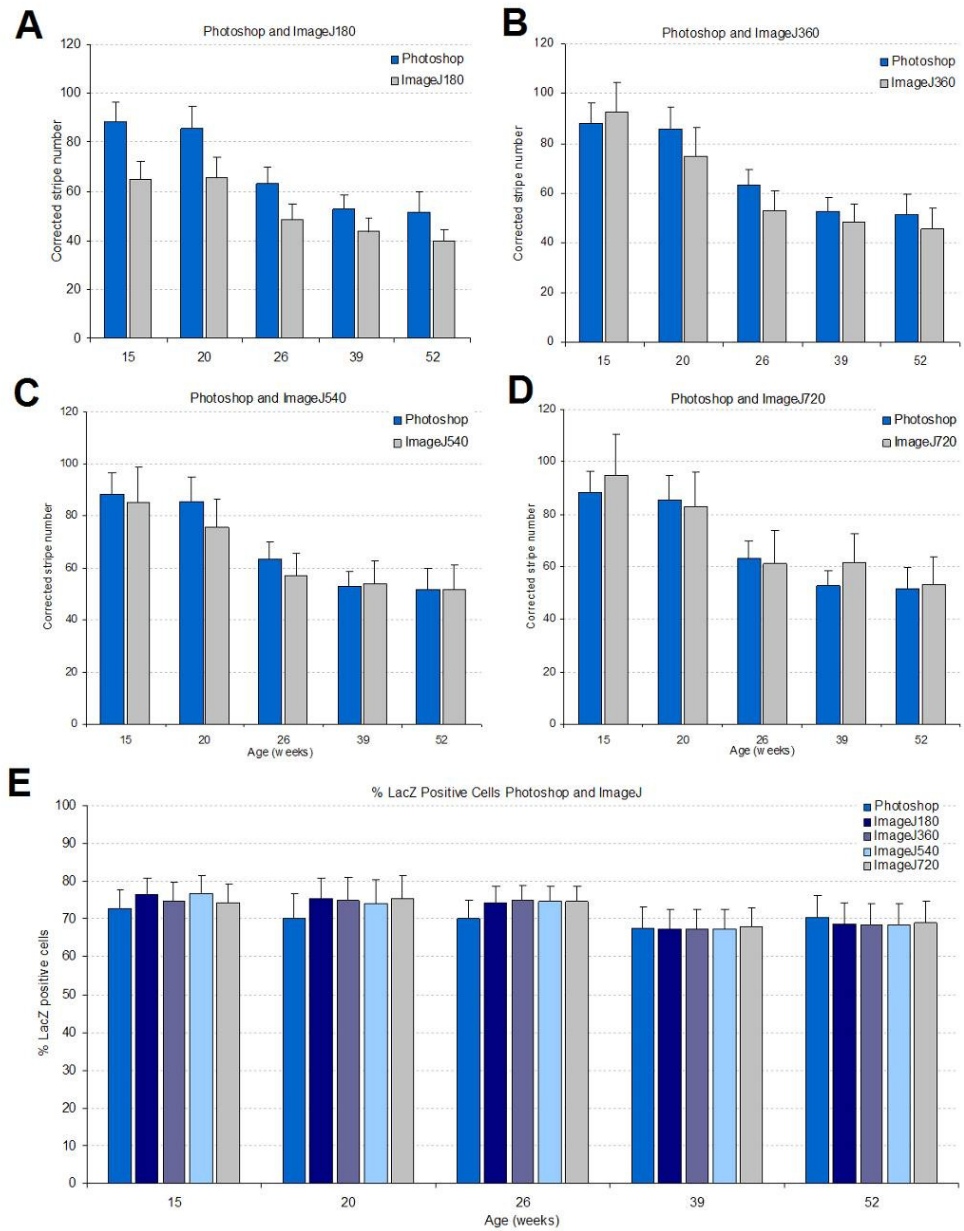 A
Photoshop and ImageJ180
Photoshop
ImageJ180
Corrected stripe number
120
100
80
60
40
20
0
15 20 26 39 52
B
Photoshop and ImageJ360
Photoshop
ImageJ360
Corrected stripe number
120
100
80
60
40
20
0
15 20 26 39 52
C
Photoshop and ImageJ540
Photoshop
ImageJ540
Corrected stripe number
120
100
80
60
40
20
0
15 20 26 39 52
Age (weeks)
D
Photoshop and ImageJ720
Photoshop
ImageJ720
Corrected stripe number
120
100
80
60
40
20
0
15 20 26 39 52
Age (weeks)
E
% LacZ Positive Cells Photoshop and ImageJ
Photoshop
ImageJ180
ImageJ360
ImageJ540
ImageJ720
% LacZ positive cells
100
90
80
70
60
50
40
30
20
10
0
15 20 26 39 52
Age (weeks)